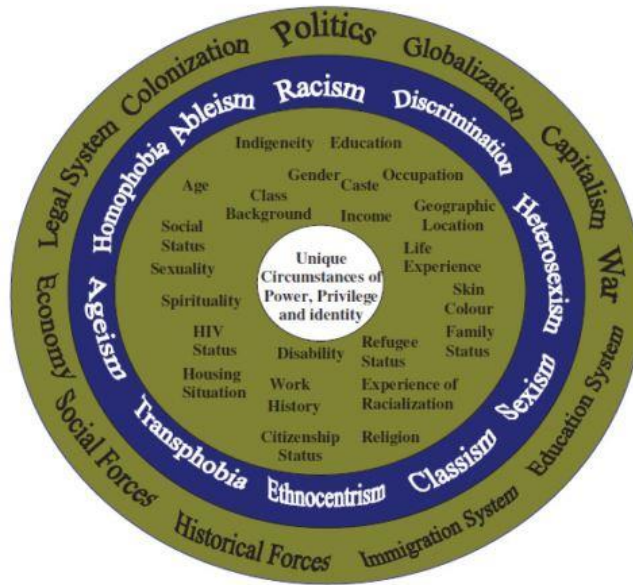 Politics
Globalization
Capitalism
War
Education System
Immigration System
Historical Forces
Social Forces
Economy
Legal System
Colonization
Racism
Discrimination
Heterosexism
Sexism
Classism
Ethnocentrism
Transphobia
Ageism
Homophobia
Ableism
Indigeneity
Education
Age
Gender
Caste
Occupation
Class
Background
Income
Geographic
Location
Social
Status
Life
Experience
Sexuality
Skin
Colour
Spirituality
Family
Status
HIV
Status
Disability
Refugee
Status
Housing
Situation
Work
History
Experience of
Racialization
Citizenship
Status
Religion
Unique
Circumstances of
Power, Privilege
and identity